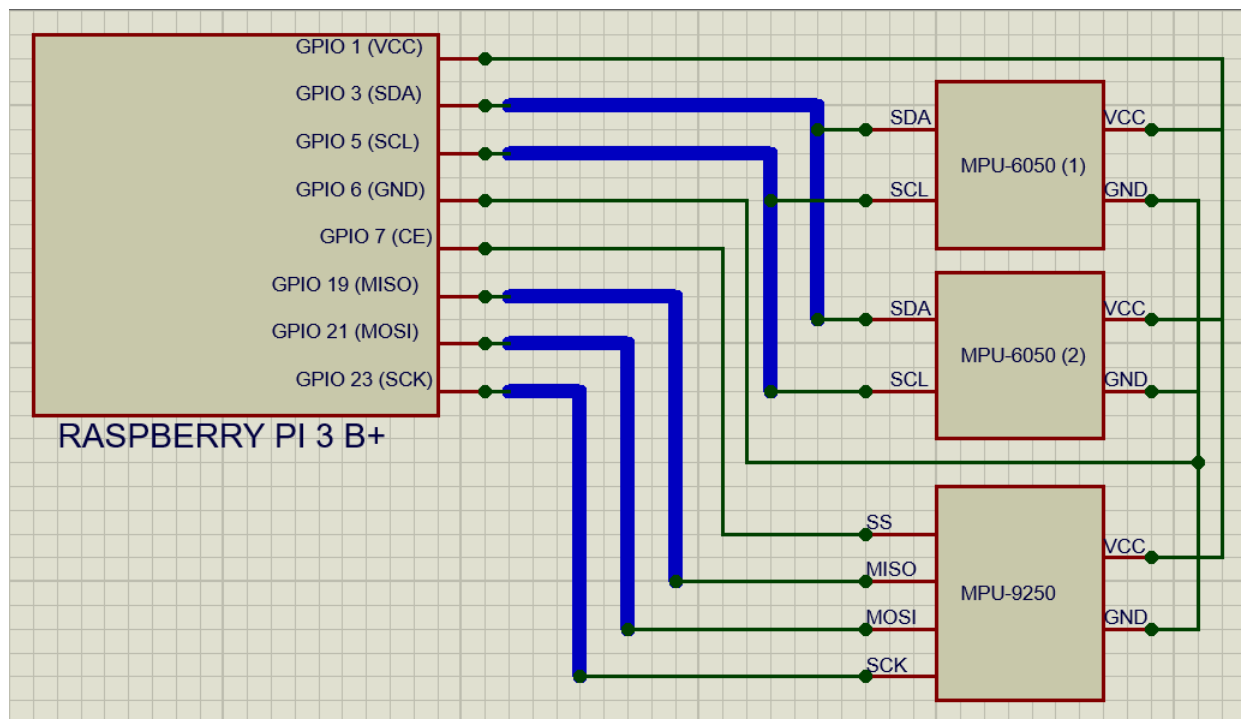 GPIO 1 (VCC)
GPIO 3 (SDA)
GPIO 5 (SCL)
GPIO 6 (GND)
GPIO 7 (CE)
GPIO 19 (MISO)
GPIO 21 (MOSI)
GPIO 23 (SCK)
RASPBERRY PI 3 B+
SDA
VCC
MPU-6050 (1)
SCL
GND
SDA
VCC
MPU-6050 (2)
SCL
GND
SS
VCC
MISO
MPU-9250
MOSI
GND
SCK